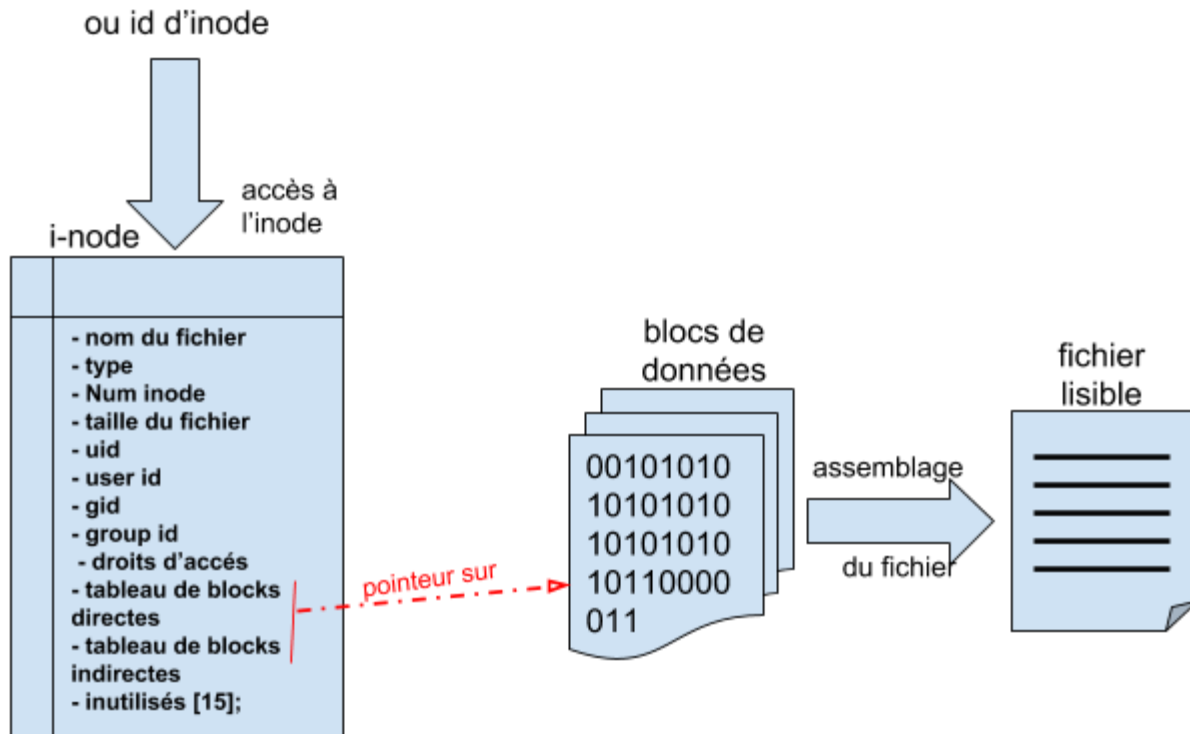 ou id d'inode
accès à
l'inode
i-node
- nom du fichier
- type
- Num inode
- taille du fichier
- uid
- user id
- gid
- group id
- droits d'accés
- tableau de blocks
directes
- tableau de blocks
indirectes
- inutilisés [15];
pointeur sur
blocs de
données
00101010
10101010
10101010
10110000
011
assemblage
du fichier
fichier
lisible